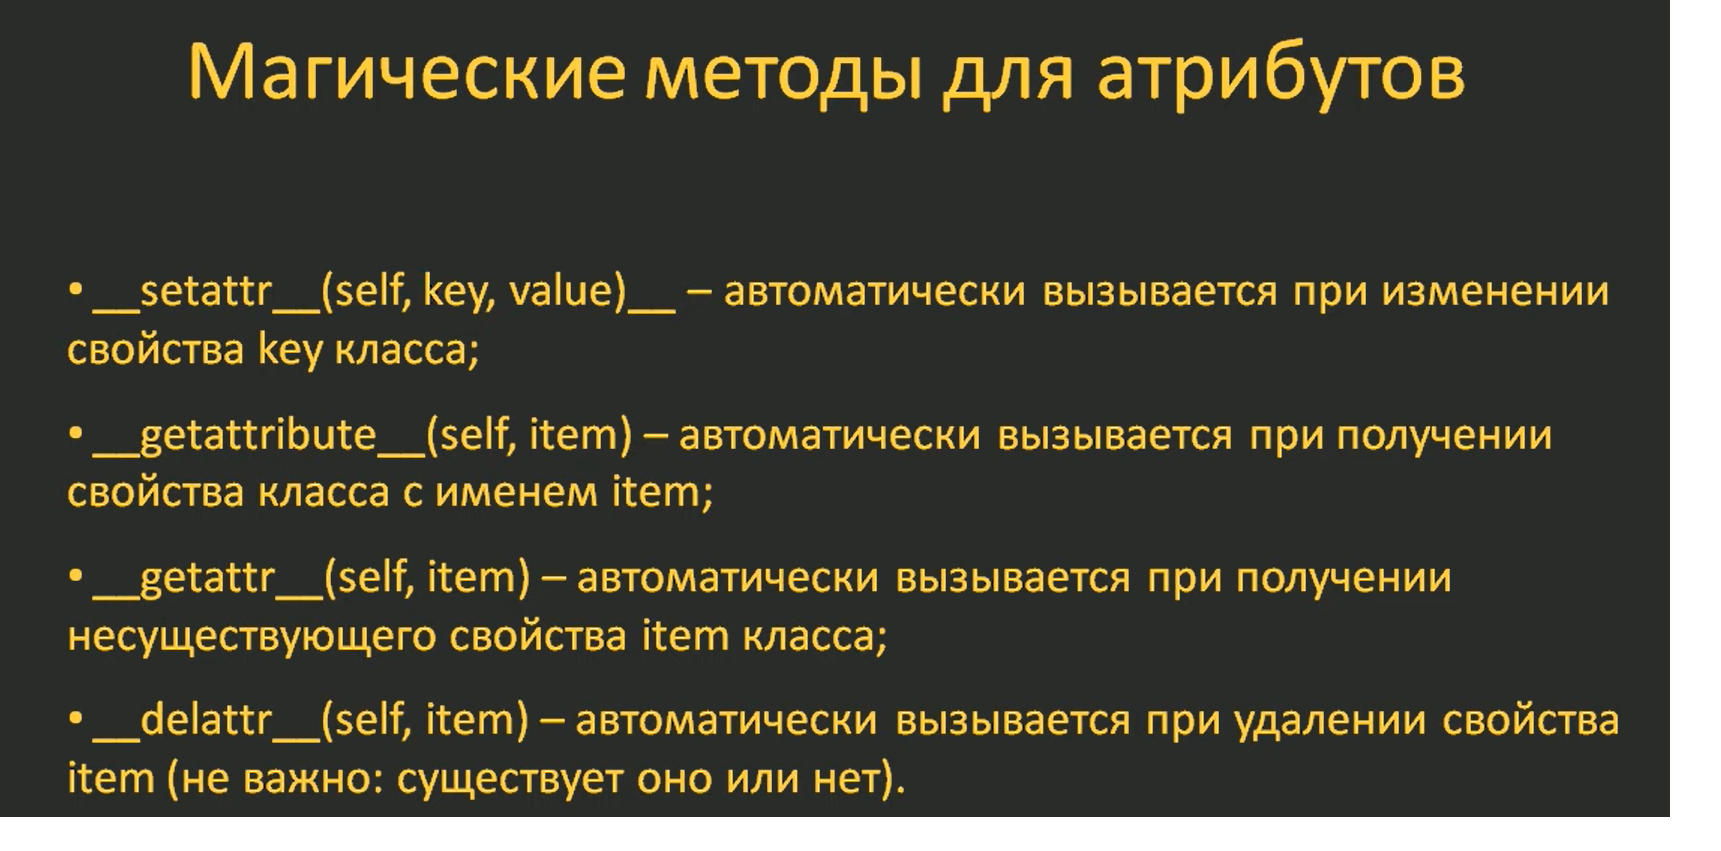 Магические методы для атрибутов
• __setattr__(self, key, value)__ – автоматически вызывается при изменении
свойства key класса;
• __getattribute__(self, item) – автоматически вызывается при получении
свойства класса с именем item;
• __getattr__(self, item) – автоматически вызывается при получении
несуществующего свойства item класса;
• __delattr__(self, item) – автоматически вызывается при удалении свойства
item (не важно: существует оно или нет).